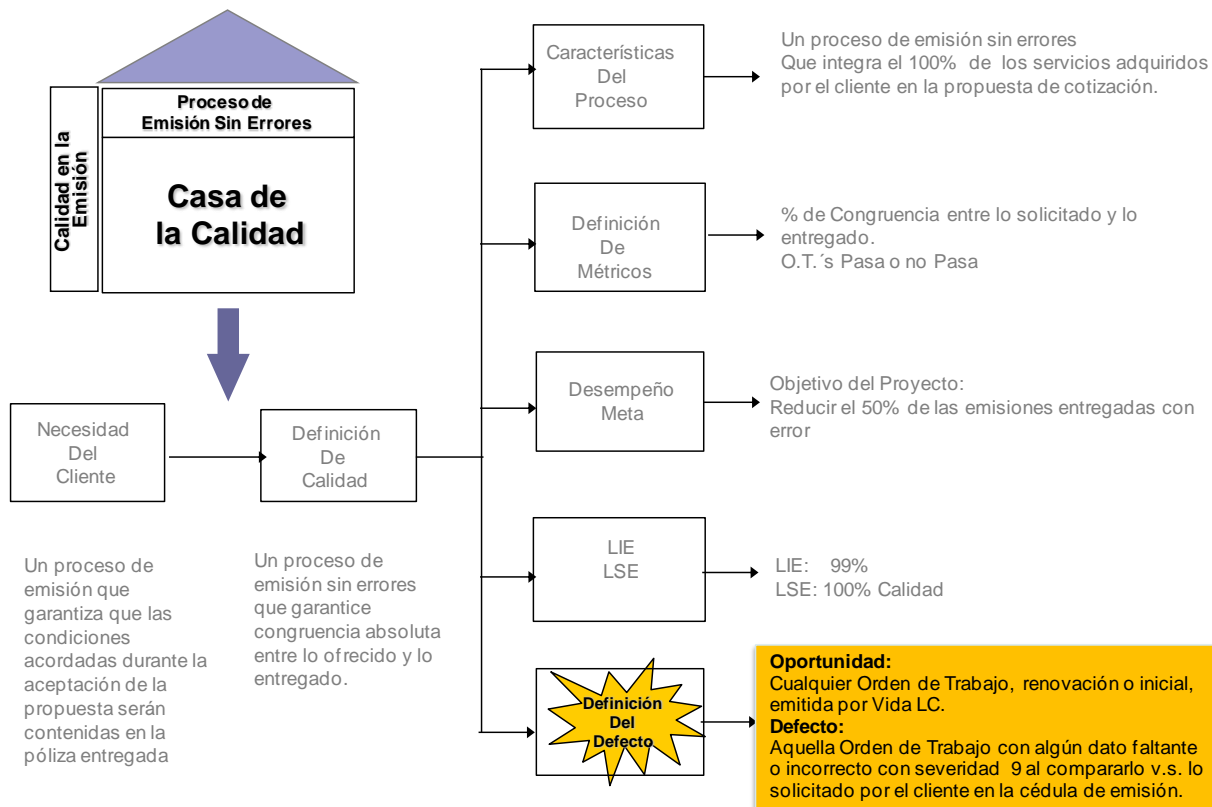 Calidad en la
Emisión
Proceso de
Emisión Sin Errores
Casa de
la Calidad
Necesidad
Del
Cliente
Un proceso de
emisión que
garantiza que las
condiciones
acordadas durante la
aceptación de la
propuesta serán
contenidas en la
póliza entregada
Definición
De
Calidad
Un proceso de
emisión sin errores
que garantice
congruencia absoluta
entre lo ofrecido y lo
entregado.
Características
Del
Proceso
Un proceso de emisión sin errores
Que integra el 100% de los servicios adquiridos
por el cliente en la propuesta de cotización.
Definición
De
Métricos
% de Congruencia entre lo solicitado y lo
entregado.
O.T.´s Pasa o no Pasa
Desempeño
Meta
Objetivo del Proyecto:
Reducir el 50% de las emisiones entregadas con
error
LIE
LSE
LIE: 99%
LSE: 100% Calidad
Definición
Del
Defecto
Oportunidad:
Cualquier Orden de Trabajo, renovación o inicial,
emitida por Vida LC.
Defecto:
Aquella Orden de Trabajo con algún dato faltante
o incorrecto con severidad 9 al compararlo v.s. lo
solicitado por el cliente en la cédula de emisión.